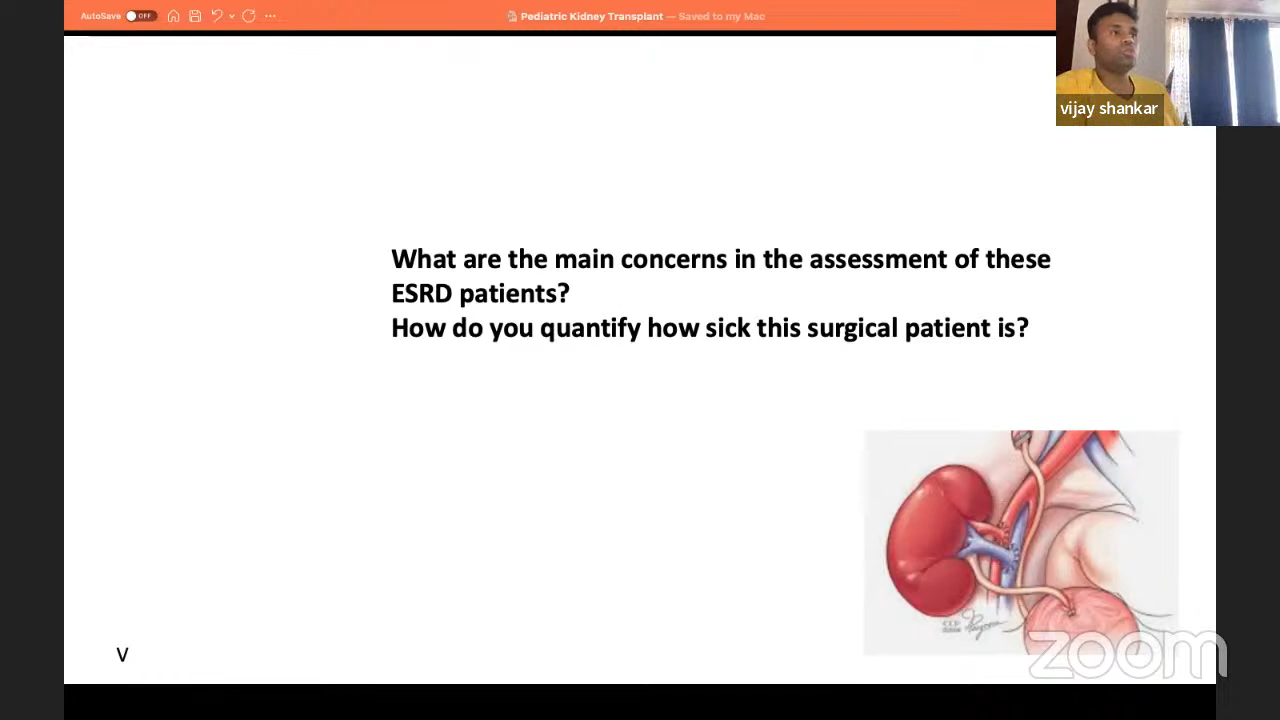 AutoSave OFF
Pediatric Kidney Transplant — Saved to my Mac
vijay shankar
What are the main concerns in the assessment of these
ESRD patients?
How do you quantify how sick this surgical patient is?
V
zoom